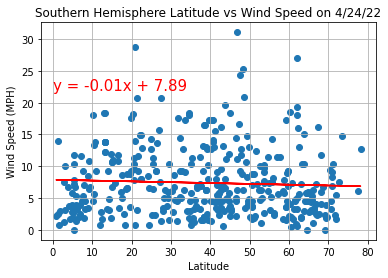 Southern Hemisphere Latitude vs Wind Speed on 4/24/22
30
25
20
15
10
5
0
Wind Speed (MPH)
y = -0.01x + 7.89
0 10 20 30 40 50 60 70 80
Latitude